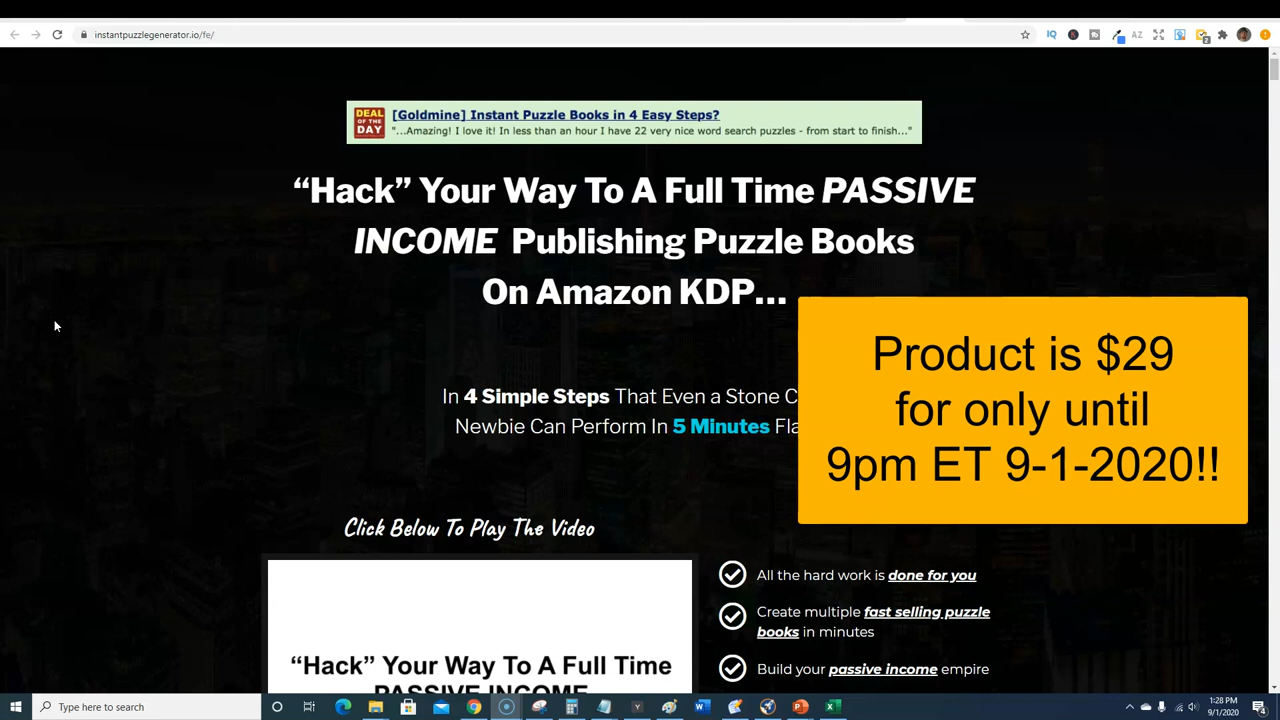 instantpuzzlegenerator.io/fe/
IQ
AZ
2
DEAL
OF THE
DAY
[Goldmine] Instant Puzzle Books in 4 Easy Steps?
"...Amazing! I love it! In less than an hour I have 22 very nice word search puzzles - from start to finish..."
“Hack” Your Way To A Full Time PASSIVE
INCOME Publishing Puzzle Books
On Amazon KDP...
In 4 Simple Steps That Even a Stone C
Newbie Can Perform In 5 Minutes Fla
Product is $29
for only until
9pm ET 9-1-2020!!
Click Below To Play The Video
All the hard work is done for you
Create multiple fast selling puzzle
books in minutes
Build your passive income empire
“Hack” Your Way To A Full Time
PASSIVE INCOME
Type here to search
1:28 PM
9/1/2020